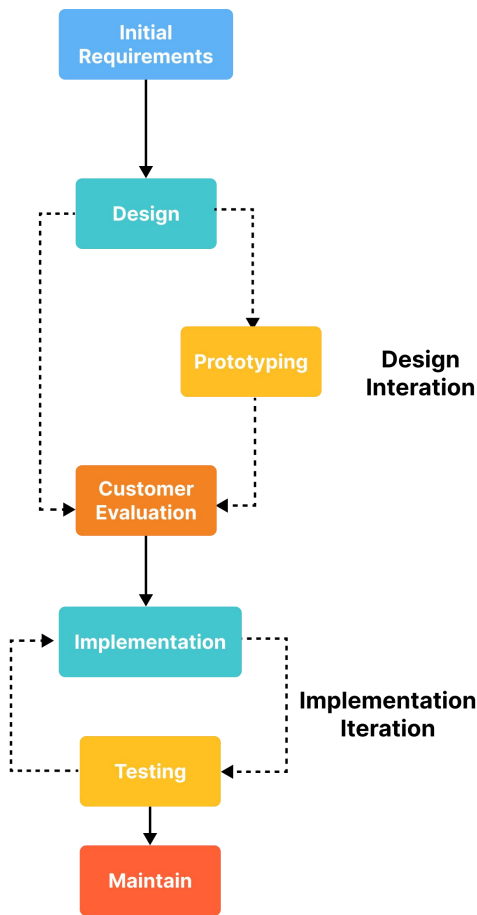 Initial
Requirements
Design
Prototyping
Design
Interation
Customer
Evaluation
Implementation
Implementation
Iteration
Testing
Maintain